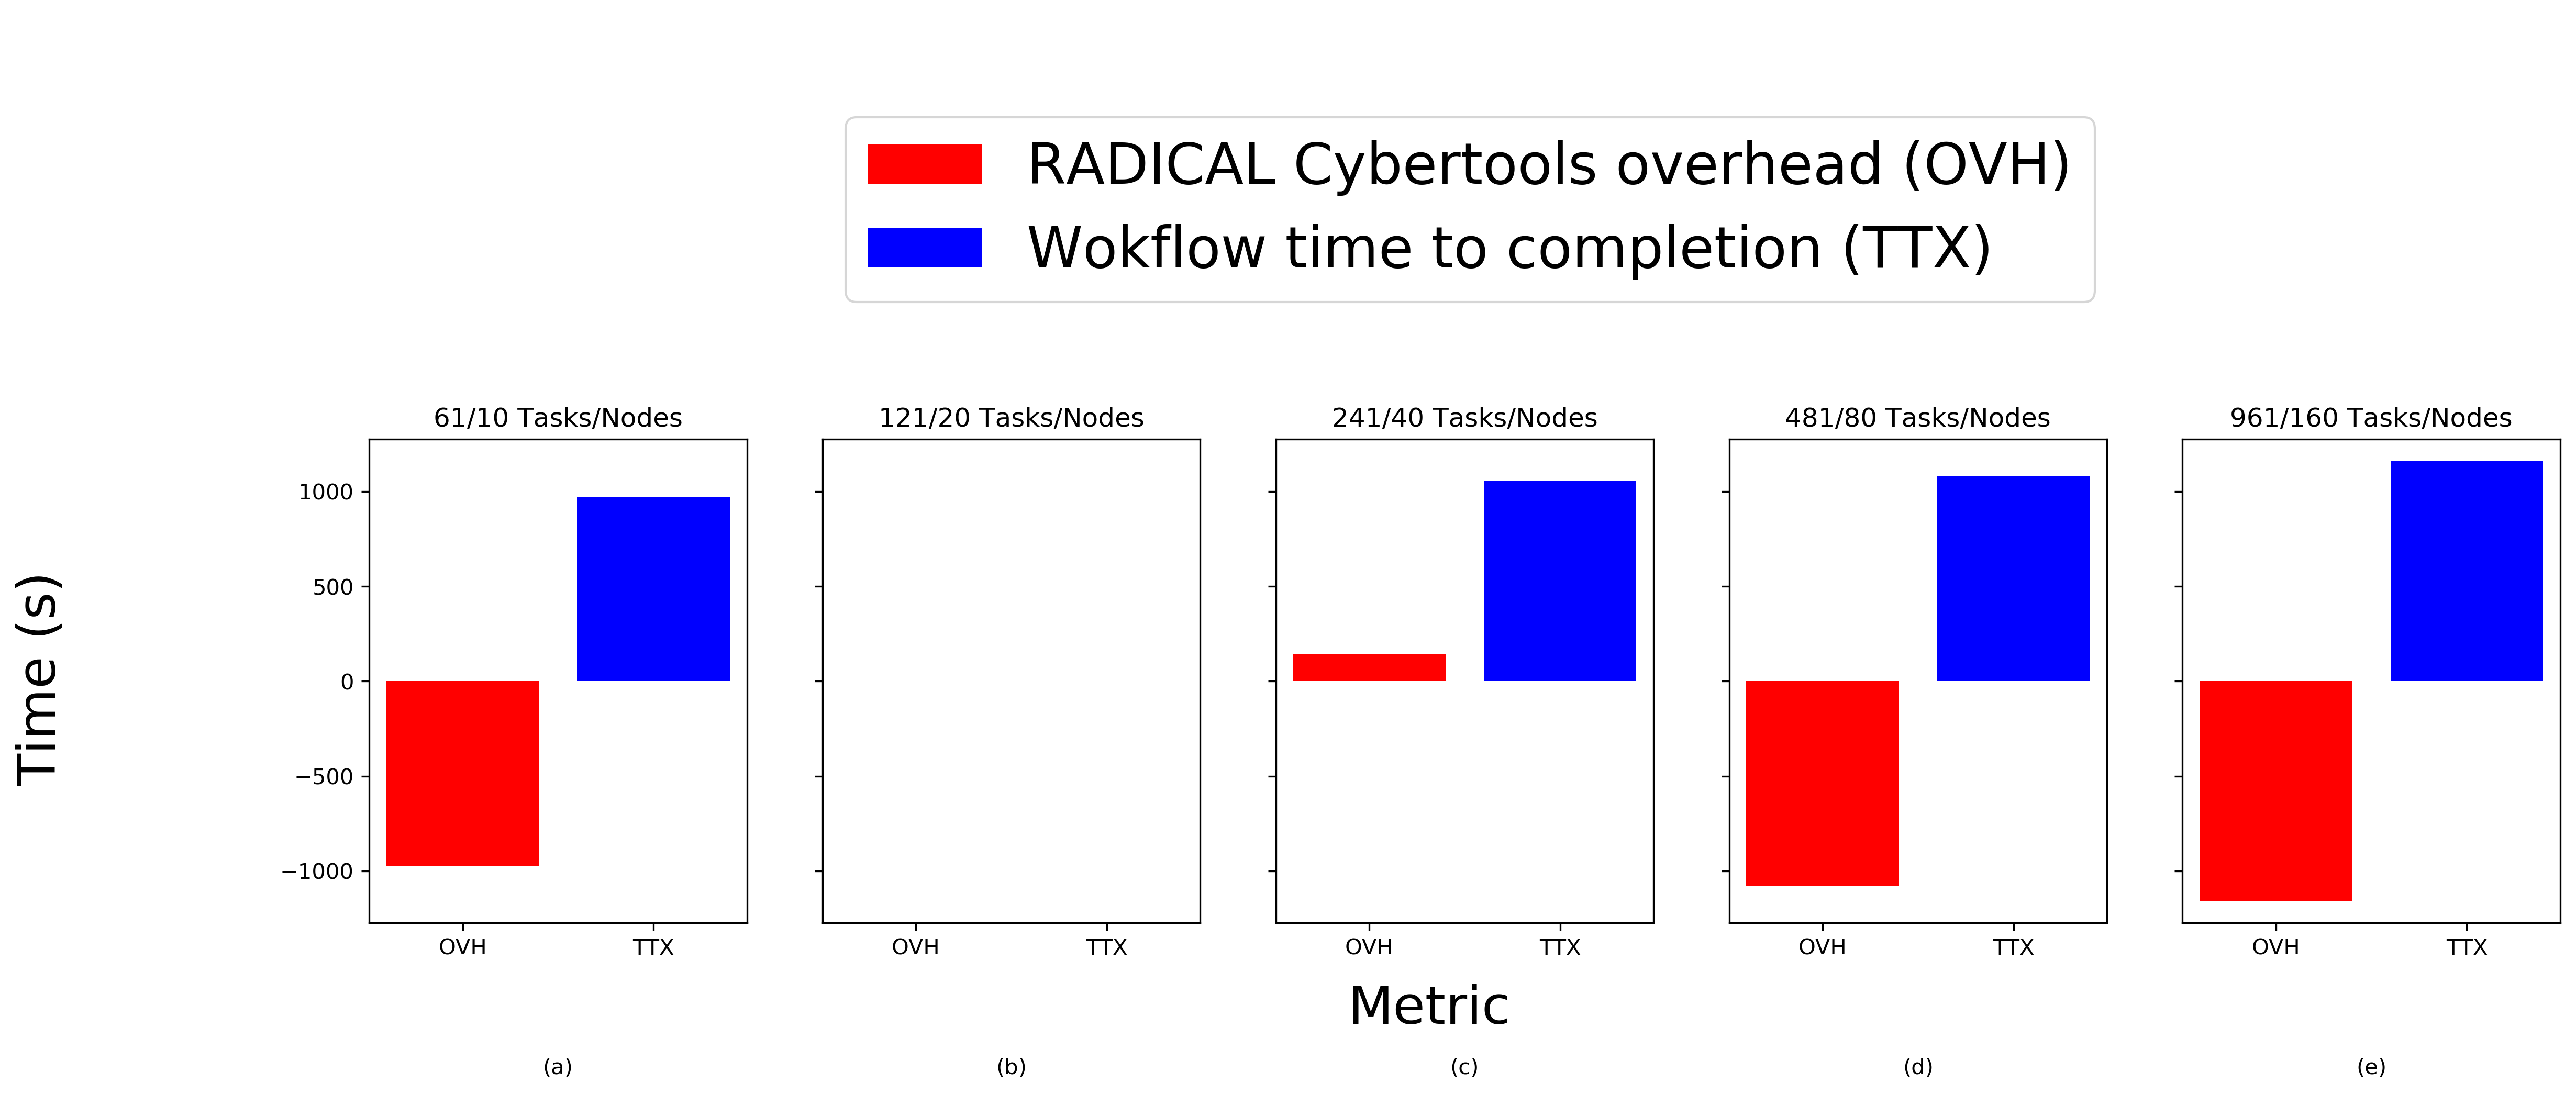 RADICAL Cybertools overhead (OVH)
Wokflow time to completion (TTX)
61/10 Tasks/Nodes
121/20 Tasks/Nodes
241/40 Tasks/Nodes
481/80 Tasks/Nodes
961/160 Tasks/Nodes
Time (s)
1000
500
0
−500
−1000
OVH TTX
OVH TTX
OVH TTX
OVH TTX
OVH TTX
Metric
(a)
(b)
(c)
(d)
(e)